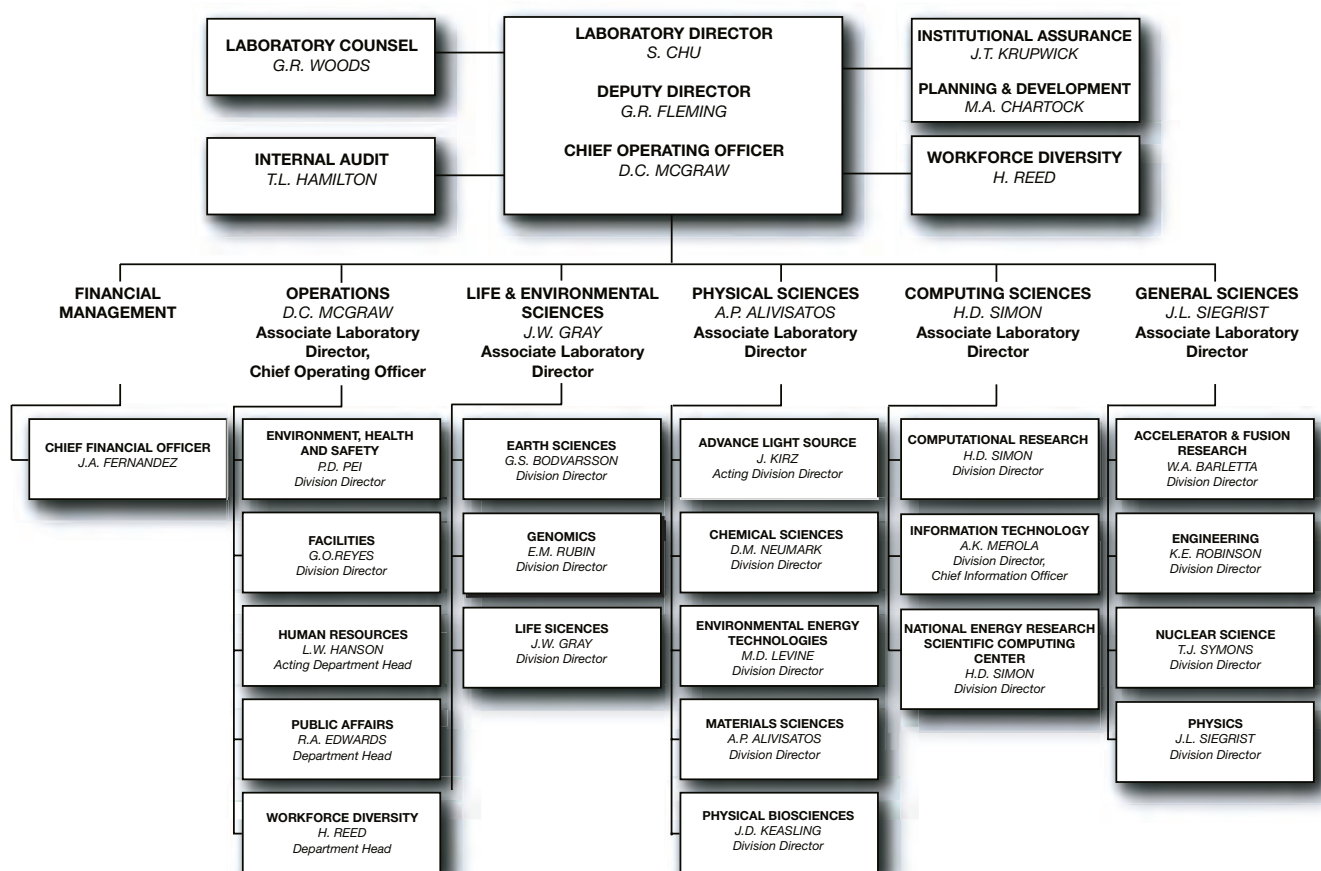 LABORATORY COUNSEL
G.R. WOODS
INTERNAL AUDIT
T.L. HAMILTON
LABORATORY DIRECTOR
S. CHU
DEPUTY DIRECTOR
G.R. FLEMING
CHIEF OPERATING OFFICER
D.C. MCGRAW
INSTITUTIONAL ASSURANCE
J.T. KRUPWICK
PLANNING & DEVELOPMENT
M.A. CHARTOCK
WORKFORCE DIVERSITY
H. REED
FINANCIAL
MANAGEMENT
CHIEF FINANCIAL OFFICER
J.A. FERNANDEZ
OPERATIONS
D.C. MCGRAW
Associate Laboratory
Director,
Chief Operating Officer
ENVIRONMENT, HEALTH
AND SAFETY
P.D. PEI
Division Director
FACILITIES
G.O.REYES
Division Director
HUMAN RESOURCES
L.W. HANSON
Acting Department Head
PUBLIC AFFAIRS
R.A. EDWARDS
Department Head
WORKFORCE DIVERSITY
H. REED
Department Head
LIFE & ENVIRONMENTAL
SCIENCES
J.W. GRAY
Associate Laboratory
Director
EARTH SCIENCES
G.S. BODVARSSON
Division Director
GENOMICS
E.M. RUBIN
Division Director
LIFE SICENCES
J.W. GRAY
Division Director
PHYSICAL SCIENCES
A.P. ALIVISATOS
Associate Laboratory
Director
ADVANCE LIGHT SOURCE
J. KIRZ
Acting Division Director
CHEMICAL SCIENCES
D.M. NEUMARK
Division Director
ENVIRONMENTAL ENERGY
TECHNOLOGIES
M.D. LEVINE
Division Director
MATERIALS SCIENCES
A.P. ALIVISATOS
Division Director
PHYSICAL BIOSCIENCES
J.D. KEASLING
Division Director
COMPUTING SCIENCES
H.D. SIMON
Associate Laboratory
Director
COMPUTATIONAL RESEARCH
H.D. SIMON
Division Director
INFORMATION TECHNOLOGY
A.K. MEROLA
Division Director,
Chief Information Officer
NATIONAL ENERGY RESEARCH
SCIENTIFIC COMPUTING
CENTER
H.D. SIMON
Division Director
GENERAL SCIENCES
J.L. SIEGRIST
Associate Laboratory
Director
ACCELERATOR & FUSION
RESEARCH
W.A. BARLETTA
Division Director
ENGINEERING
K.E. ROBINSON
Division Director
NUCLEAR SCIENCE
T.J. SYMONS
Division Director
PHYSICS
J.L. SIEGRIST
Division Director